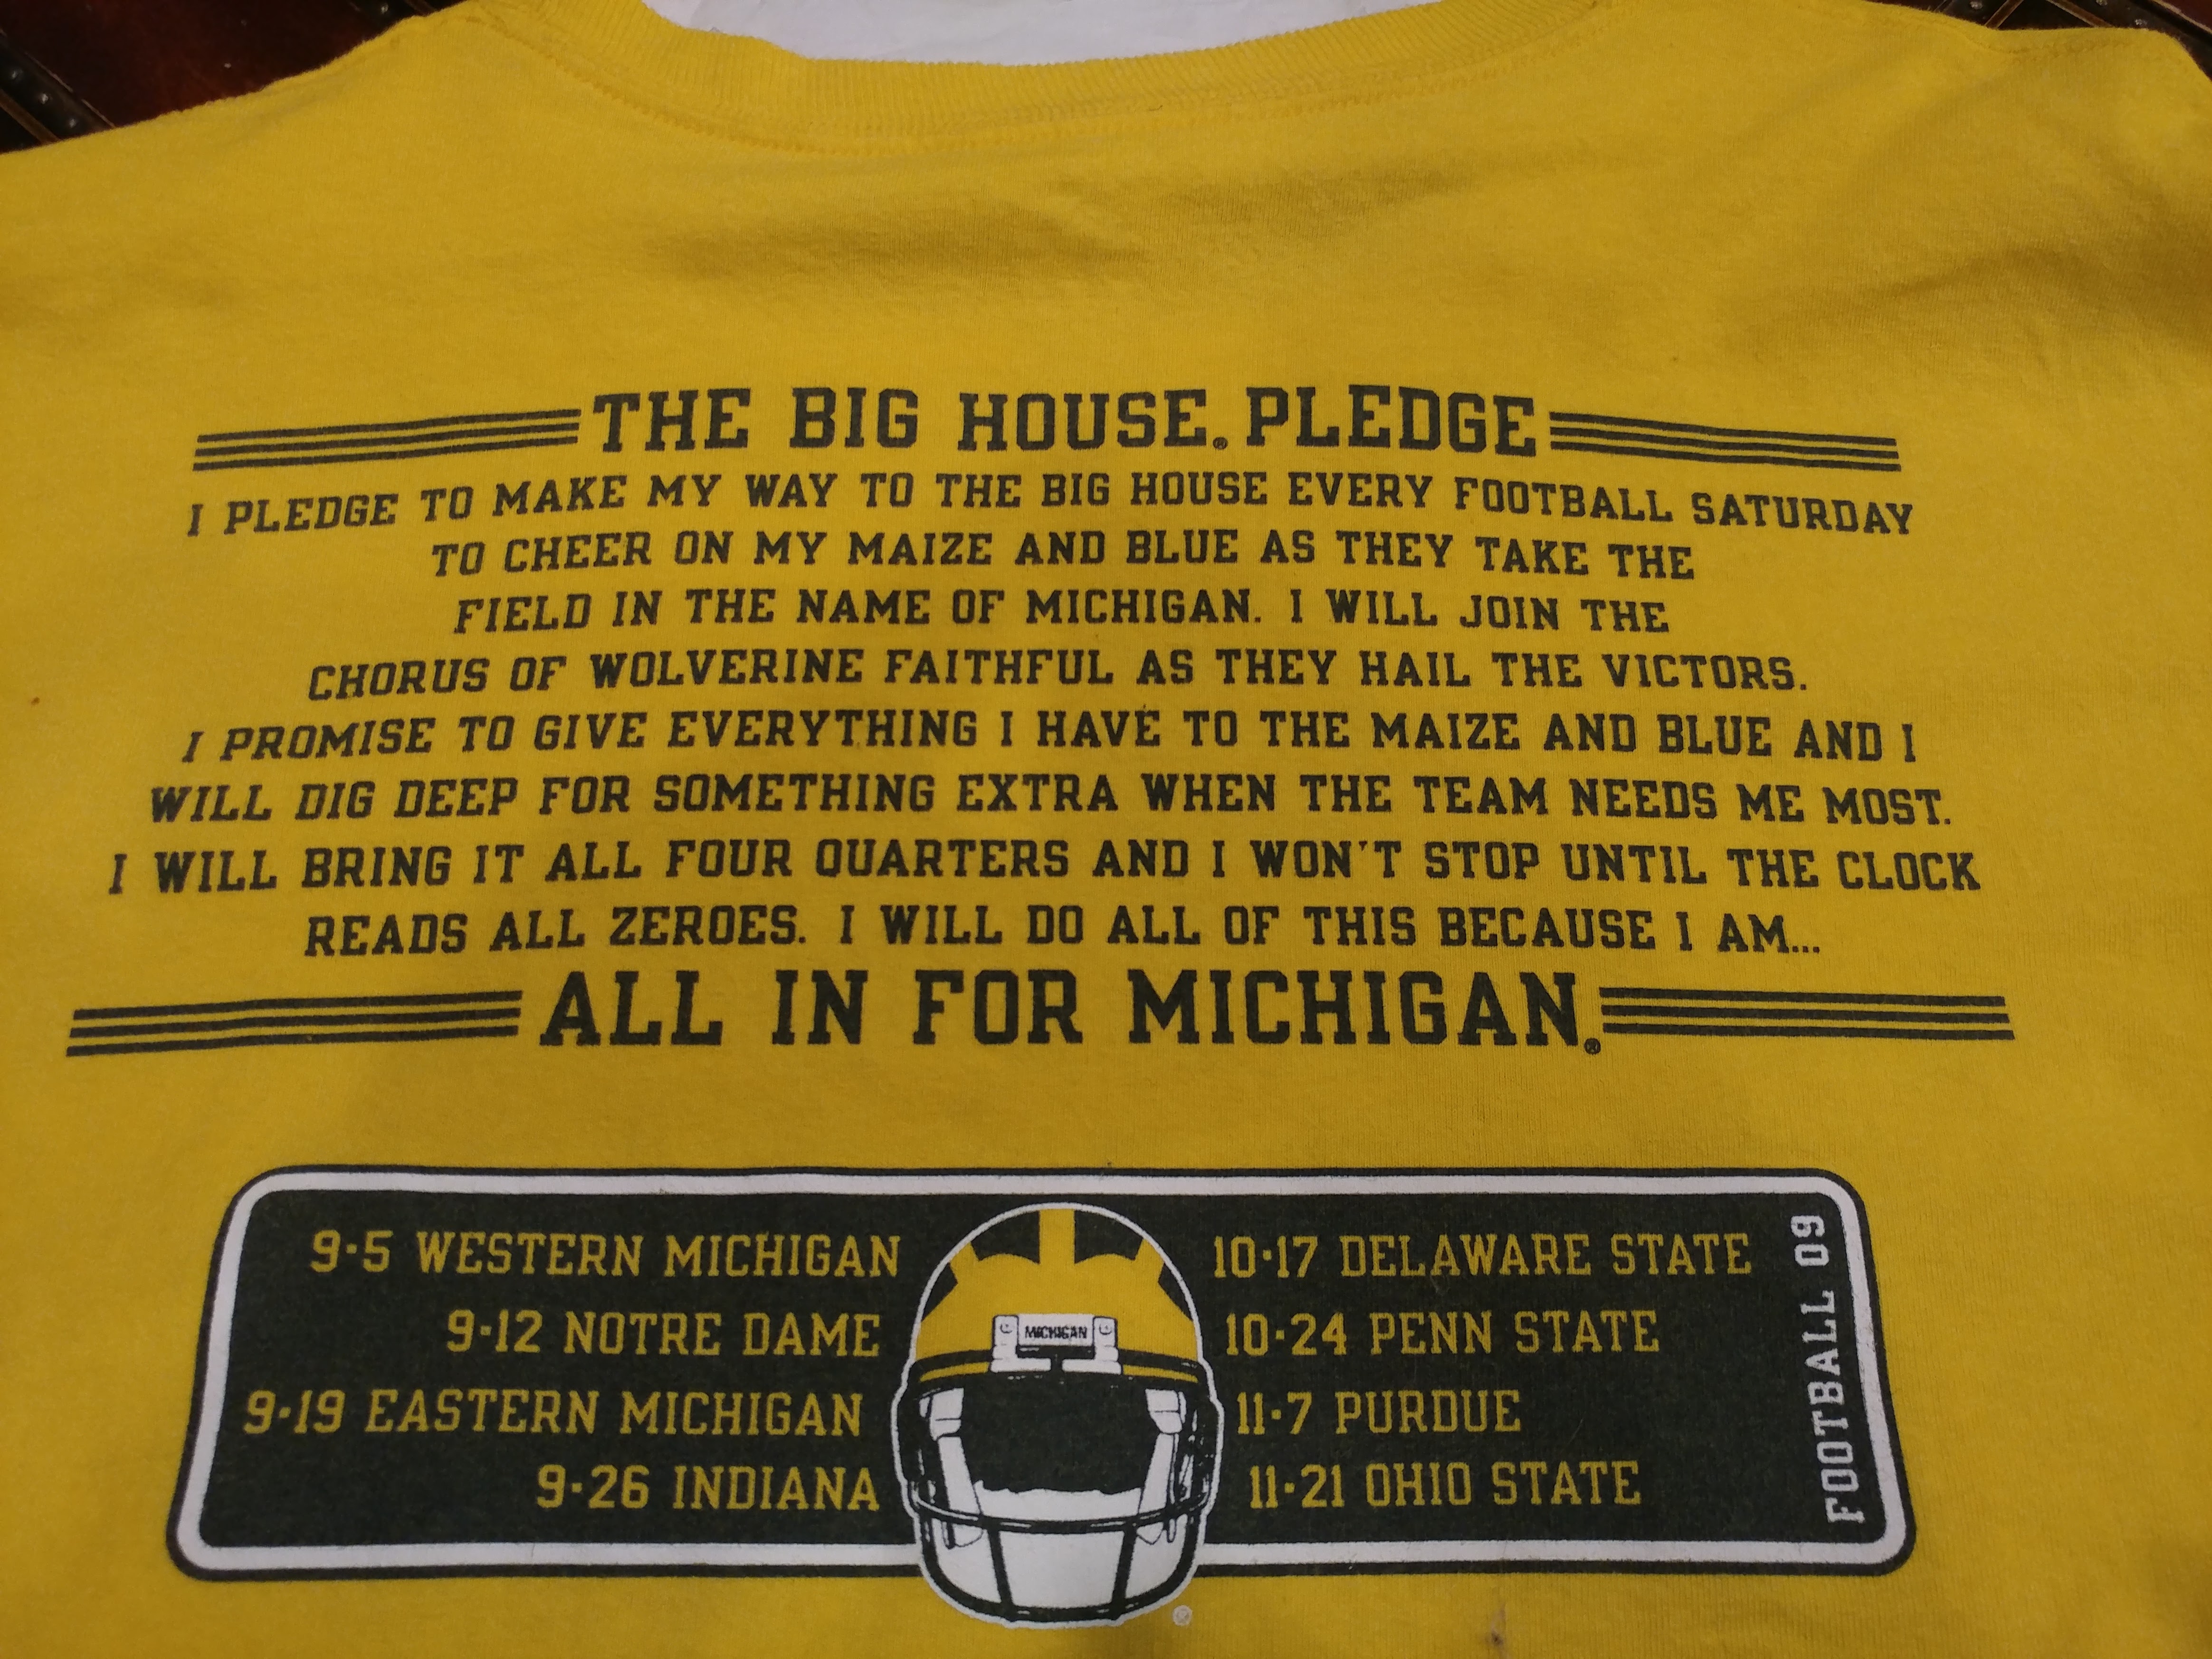 THE BIG HOUSE® PLEDGE
I PLEDGE TO MAKE MY WAY TO THE BIG HOUSE EVERY FOOTBALL SATURDAY
TO CHEER ON MY MAIZE AND BLUE AS THEY TAKE THE
FIELD IN THE NAME OF MICHIGAN. I WILL JOIN THE
CHORUS OF WOLVERINE FAITHFUL AS THEY HAIL THE VICTORS.
I PROMISE TO GIVE EVERYTHING I HAVE TO THE MAIZE AND BLUE AND I
WILL DIG DEEP FOR SOMETHING EXTRA WHEN THE TEAM NEEDS ME MOST.
I WILL BRING IT ALL FOUR QUARTERS AND I WON'T STOP UNTIL THE CLOCK
READS ALL ZEROES. I WILL DO ALL OF THIS BECAUSE I AM...
ALL IN FOR MICHIGAN.®
9·5 WESTERN MICHIGAN
9·12 NOTRE DAME
9·19 EASTERN MICHIGAN
9·26 INDIANA
MICHIGAN
10·17 DELAWARE STATE
10·24 PENN STATE
11·7 PURDUE
11·21 OHIO STATE
FOOTBALL 09
®